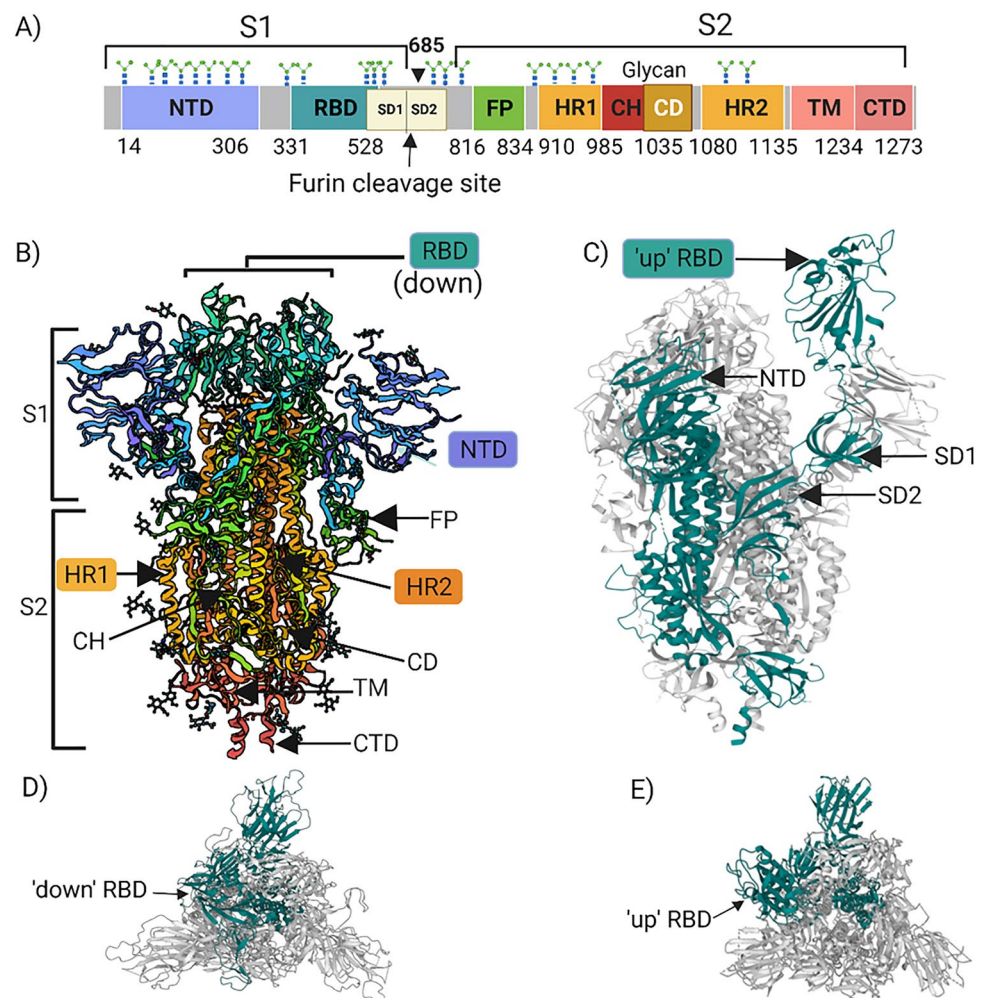 A)
S1
685
S2
Glycan
NTD RBD SD1 SD2 FP HR1 CH CD HR2 TM CTD
14 306 331 528 816 834 910 985 1035 1080 1135 1234 1273
Furin cleavage site
B)
RBD
(down)
S1
NTD
FP
HR1
HR2
S2
CH
CD
TM
CTD
C)
'up' RBD
NTD
SD1
SD2
D)
'down' RBD
E)
'up' RBD